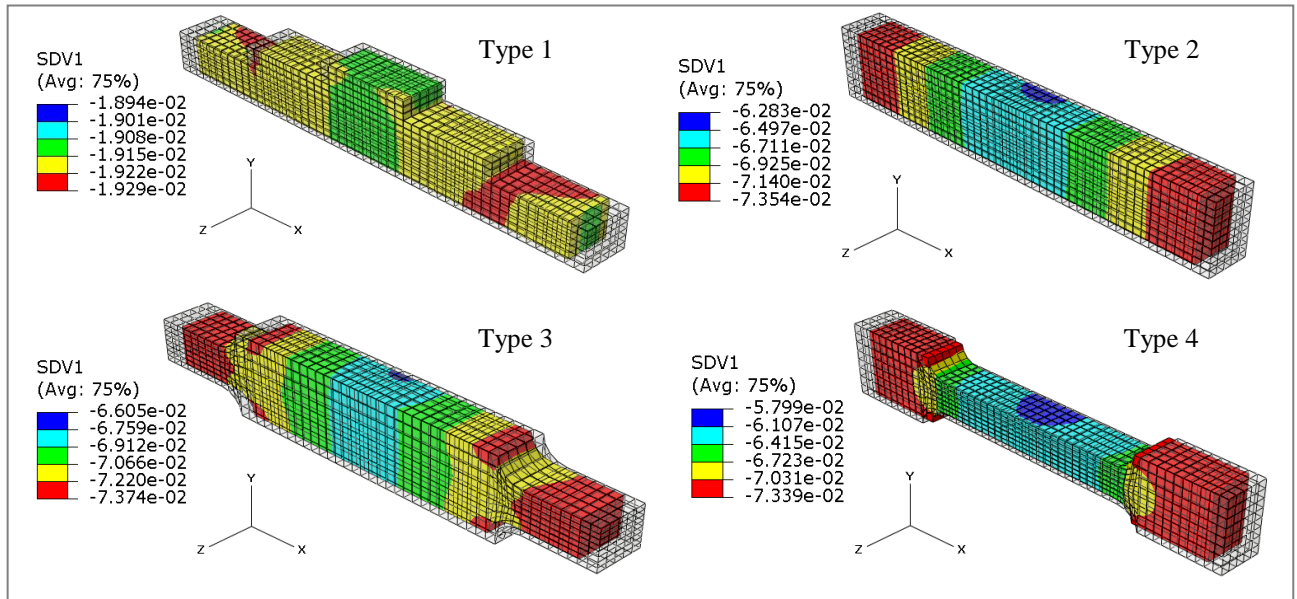 Type 1
SDV1
(Avg: 75%)
-1.894e-02
-1.901e-02
-1.908e-02
-1.915e-02
-1.922e-02
-1.929e-02
Y
Z
X
Type 2
SDV1
(Avg: 75%)
-6.283e-02
-6.497e-02
-6.711e-02
-6.925e-02
-7.140e-02
-7.354e-02
Y
Z
X
Type 3
SDV1
(Avg: 75%)
-6.605e-02
-6.759e-02
-6.912e-02
-7.066e-02
-7.220e-02
-7.374e-02
Y
Z
X
Type 4
SDV1
(Avg: 75%)
-5.799e-02
-6.107e-02
-6.415e-02
-6.723e-02
-7.031e-02
-7.339e-02
Y
Z
X